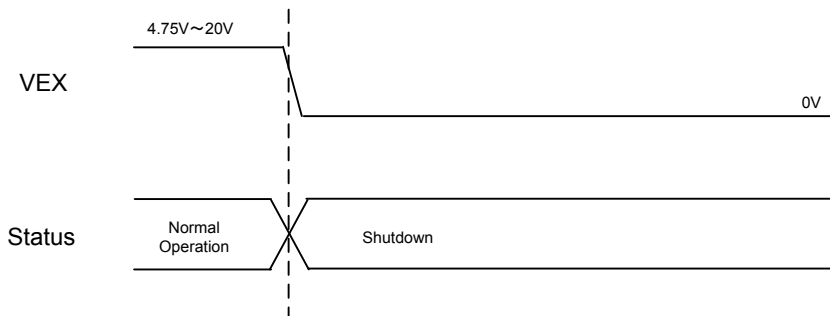 4.75V～20V
VEX
0V
Status
Normal
Operation
Shutdown